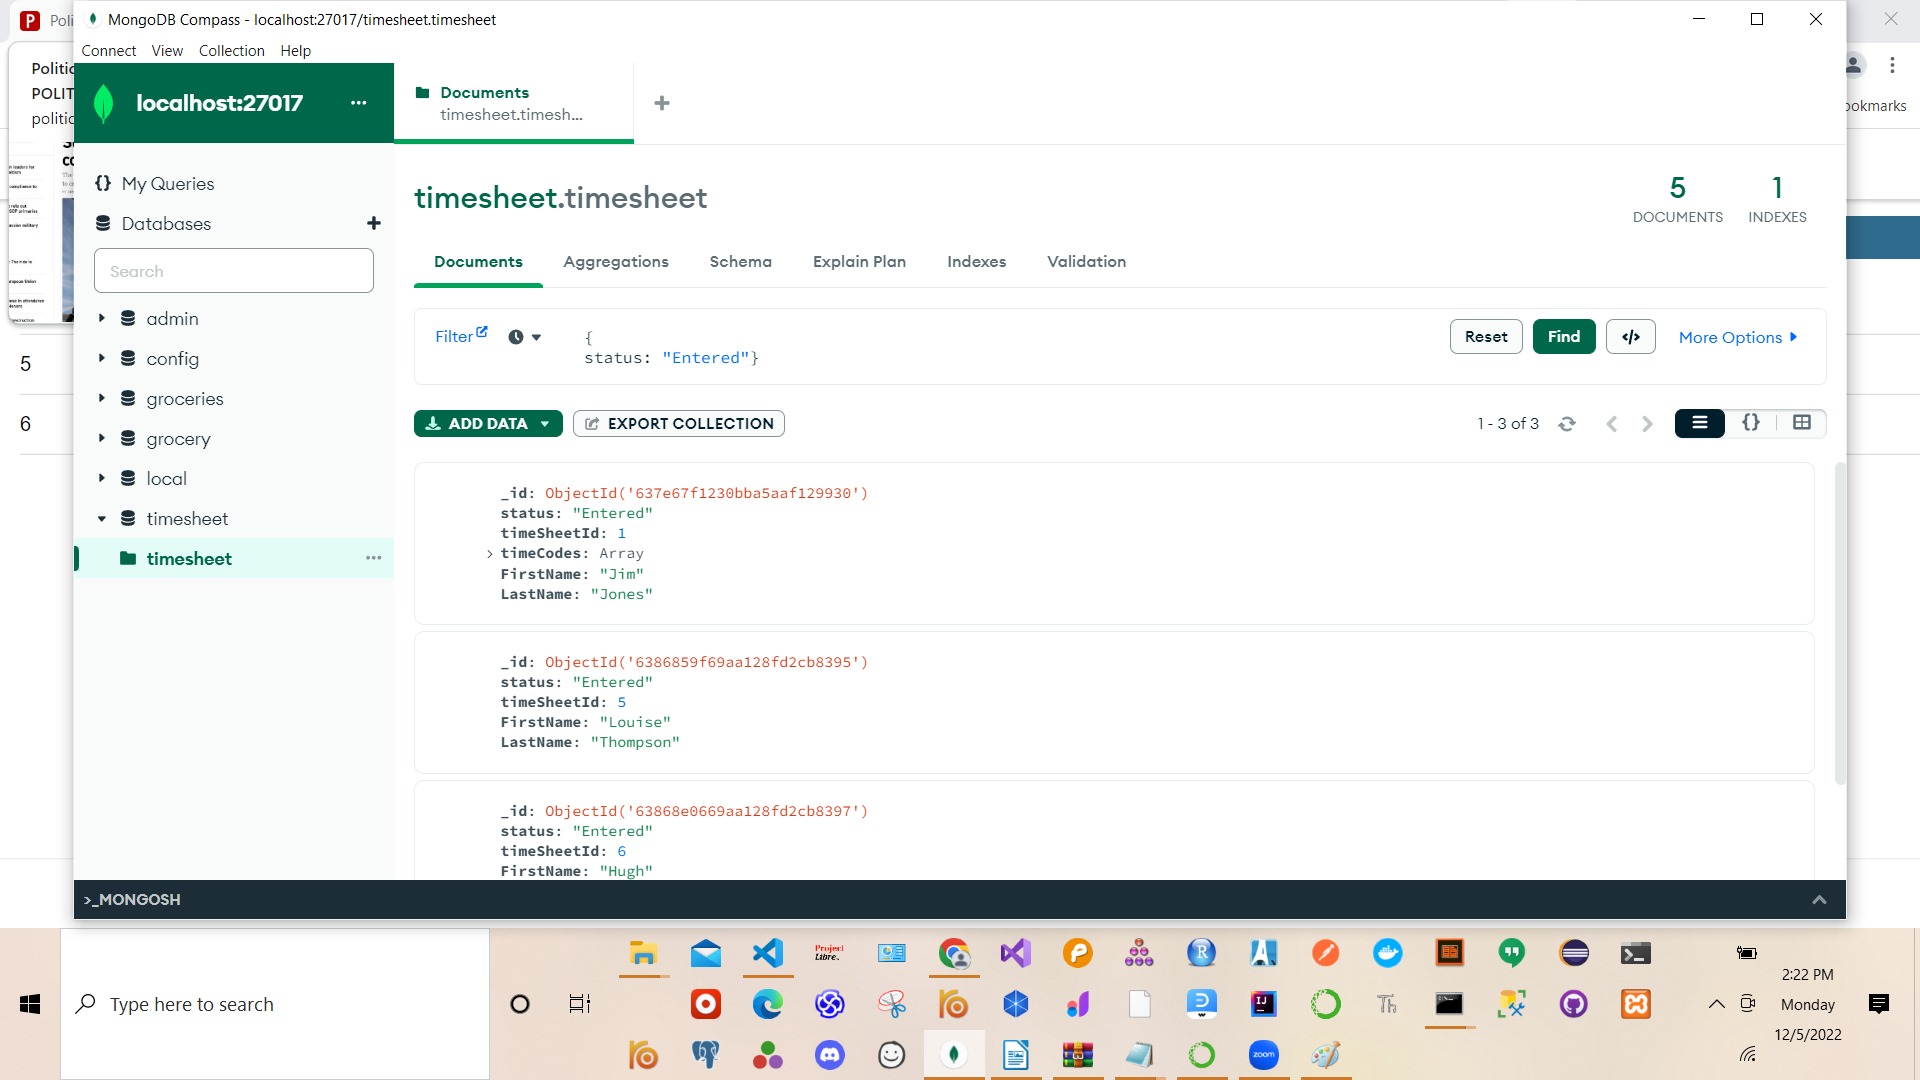 Poli
MongoDB Compass - localhost:27017/timesheet.timesheet
Connect View Collection Help
Politic
POLIT
politic
localhost:27017
Documents
timesheet.timesh...
ookmarks
My Queries
Databases
Search
admin
config
groceries
grocery
local
timesheet
timesheet
5
6
timesheet.timesheet
5
DOCUMENTS
1
INDEXES
Documents Aggregations Schema Explain Plan Indexes Validation
Filter
{
status: "Entered"}
Reset Find </> More Options
ADD DATA EXPORT COLLECTION 1 - 3 of 3 {}
_id: ObjectId('637e67f1230bba5aaf129930')
status: "Entered"
timeSheetId: 1
timeCodes: Array
FirstName: "Jim"
LastName: "Jones"
_id: ObjectId('6386859f69aa128fd2cb8395')
status: "Entered"
timeSheetId: 5
FirstName: "Louise"
LastName: "Thompson"
_id: ObjectId('63868e0669aa128fd2cb8397')
status: "Entered"
timeSheetId: 6
FirstName: "Hugh"
>_MONGOSH
Type here to search
Project
Libre.
zoom
2:22 PM
Monday
12/5/2022